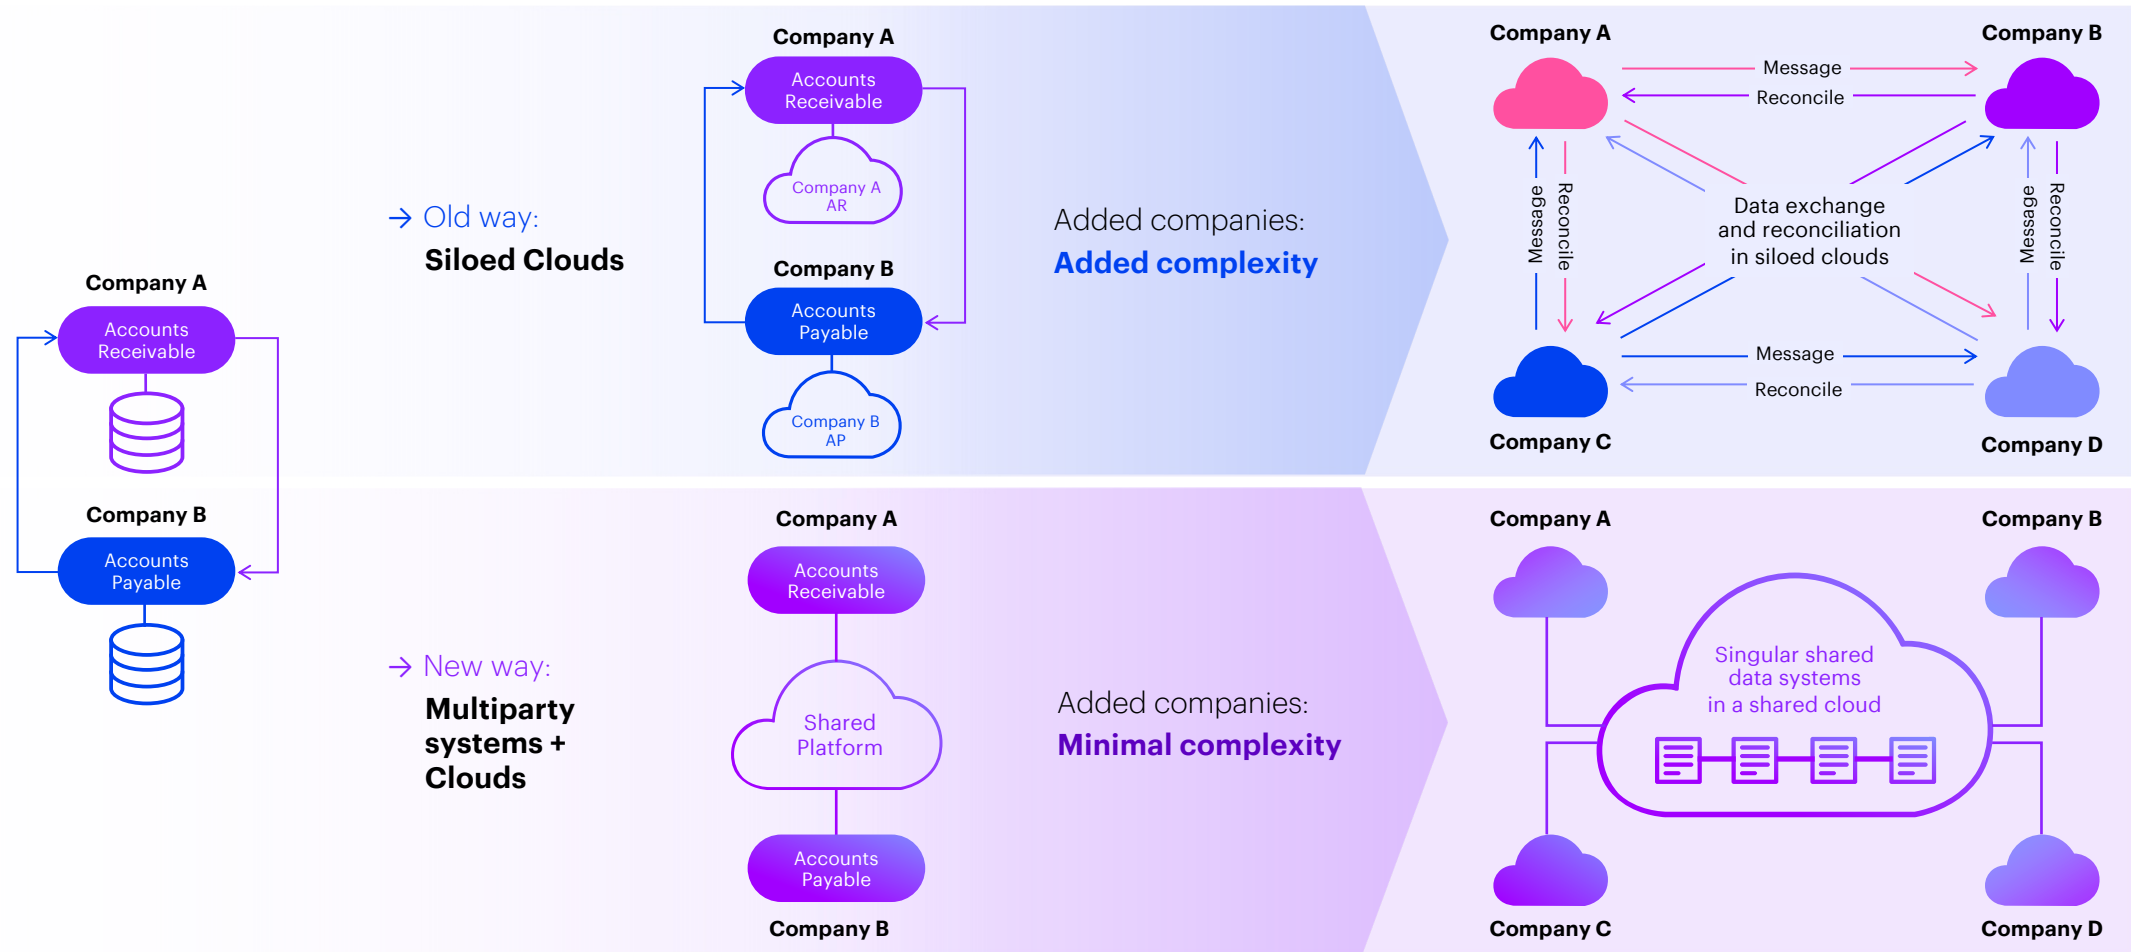 Company A
Accounts
Receivable
Company B
Accounts
Payable
→ Old way:
Siloed Clouds
Company A
Accounts
Receivable
Company A
AR
Company B
Accounts
Payable
Company B
AP
Added companies:
Added complexity
Company A
Company B
Message
Reconcile
Message
Reconcile
Data exchange
and reconciliation
in siloed clouds
Message
Reconcile
Message
Reconcile
Company C
Company D
→ New way:
Multiparty
systems +
Clouds
Company A
Accounts
Receivable
Shared
Platform
Accounts
Payable
Company B
Added companies:
Minimal complexity
Company A
Company B
Singular shared
data systems
in a shared cloud
Company C
Company D